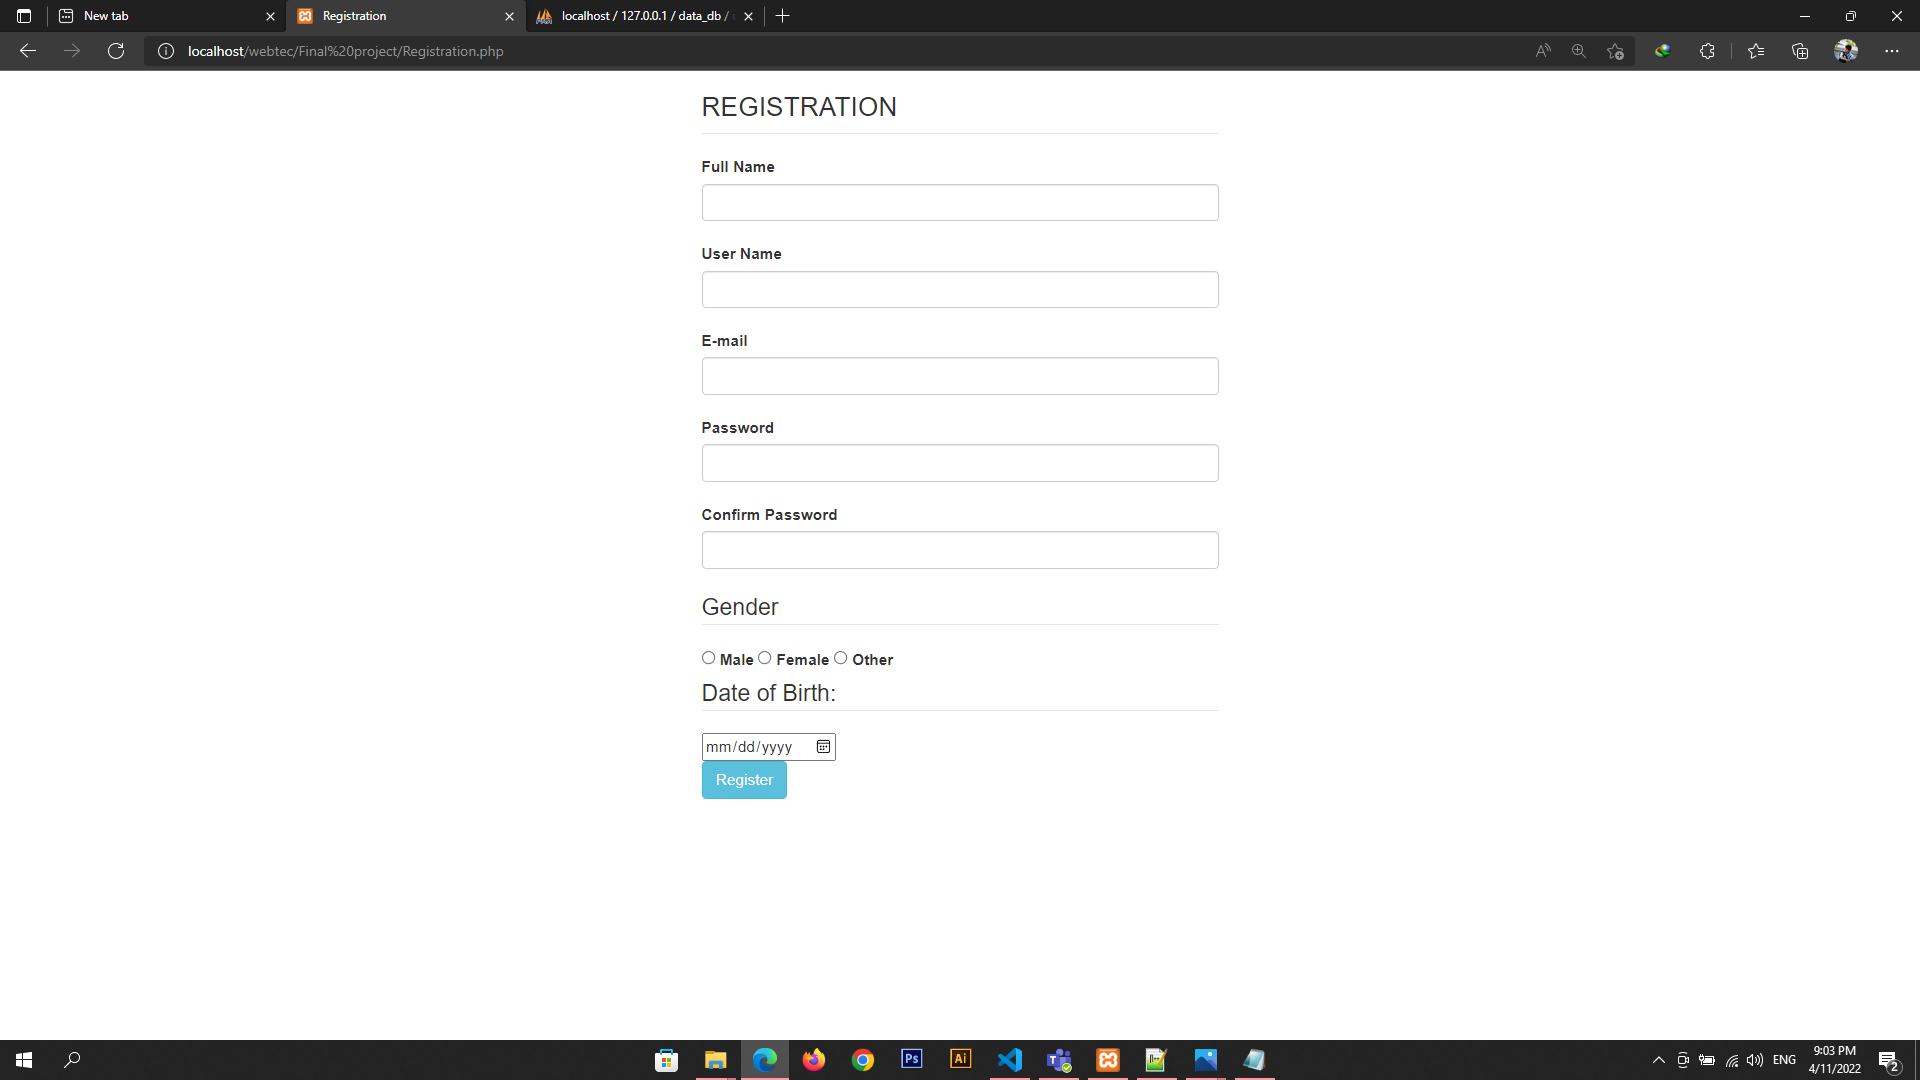 New tab
Registration
localhost / 127.0.0.1 / data_db /
localhost/webtec/Final%20project/Registration.php
REGISTRATION
Full Name
User Name
E-mail
Password
Confirm Password
Gender
Male Female Other
Date of Birth:
mm/dd/yyyy
Register
Ps
Ai
ENG
9:03 PM
4/11/2022
2